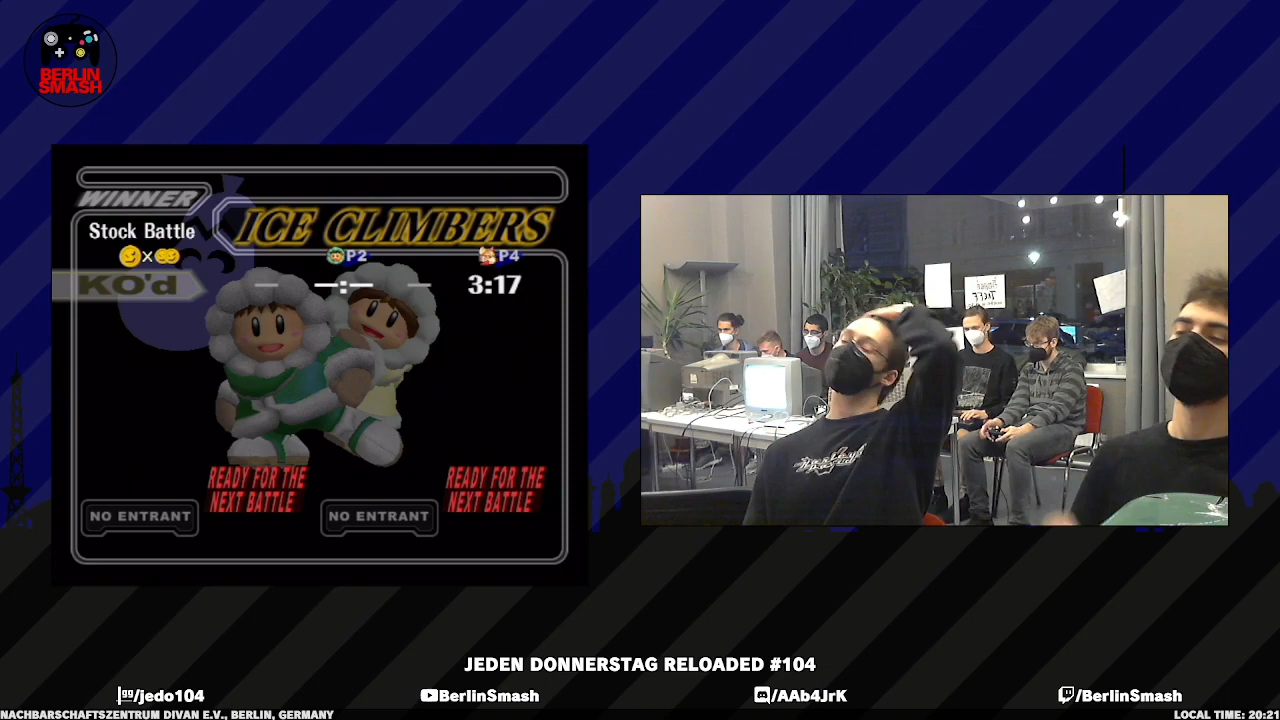 BERLIN
SMASH
WINNER
ICE CLIMBERS
Stock Battle
×
P2
P4
KO'd
— —:— —
3:17
READY FOR THE
NEXT BATTLE
READY FOR THE
NEXT BATTLE
NO ENTRANT
NO ENTRANT
TREFF
JEDEN DONNERSTAG RELOADED #104
gg/jedo104
BerlinSmash
/AAb4JrK
/BerlinSmash
NACHBARSCHAFTSZENTRUM DIVAN E.V., BERLIN, GERMANY
LOCAL TIME: 20:21